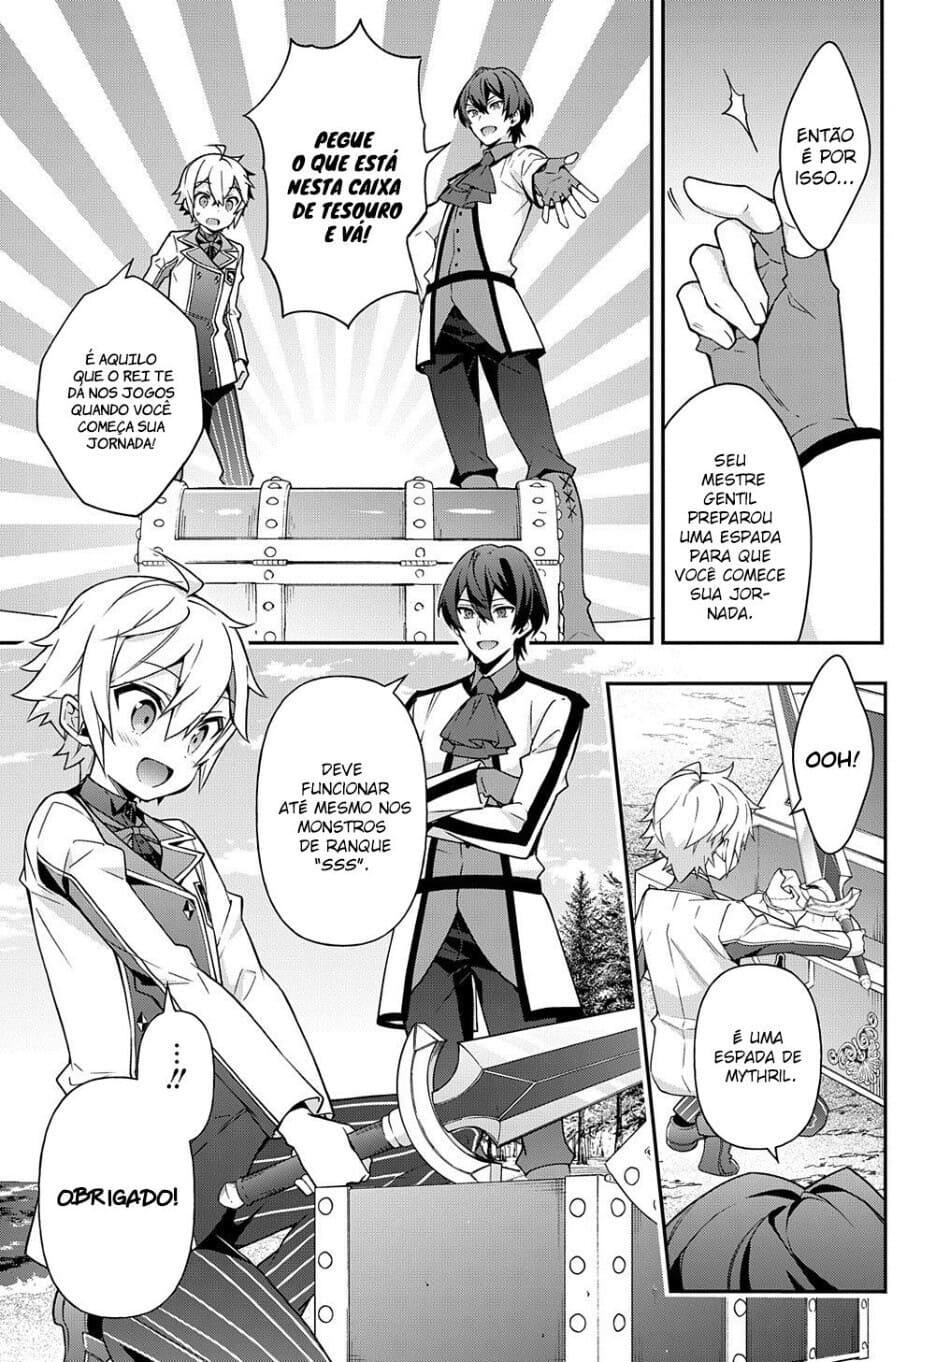 ENTÃO
É POR
ISSO...
SEU
MESTRE
GENTIL
PREPAROU
UMA ESPADA
PARA QUE
VOCÊ COMECE
SUA JOR-
NADA.
PEGUE
O QUE ESTÁ
NESTA CAIXA
DE TESOURO
E VÁ!
É AQUILO
QUE O REI TE
DÁ NOS JOGOS
QUANDO VOCÊ
COMEÇA SUA
JORNADA!
OOH!
É UMA
ESPADA DE
MYTHRIL.
DEVE
FUNCIONAR
ATÉ MESMO NOS
MONSTROS
DE RANQUE
"SSS".
...!!
OBRIGADO!